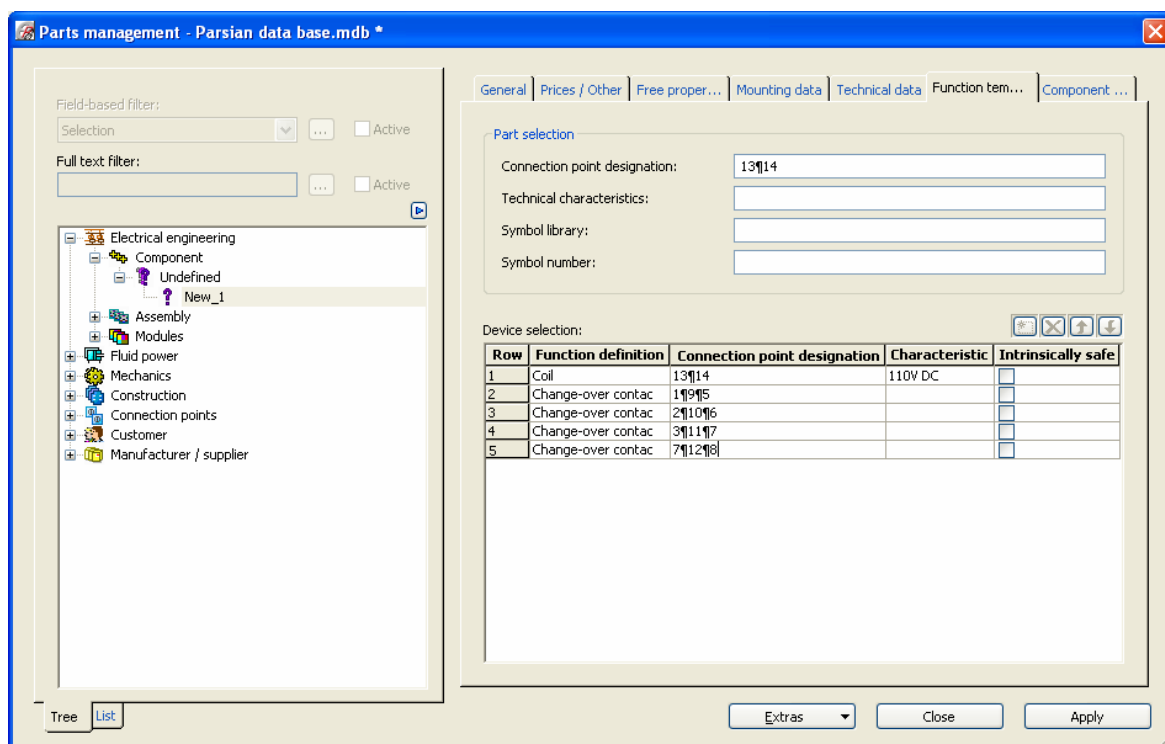 Parts management - Parsian data base.mdb *
Field-based filter:
Selection
...
Active
Full text filter:
...
Active
Electrical engineering
Component
Undefined
New_1
Assembly
Modules
Fluid power
Mechanics
Construction
Connection points
Customer
Manufacturer / supplier
Tree List
General Prices / Other Free proper... Mounting data Technical data Function tem... Component ...
Part selection
Connection point designation: 13¶14
Technical characteristics:
Symbol library:
Symbol number:
Device selection:
Row Function definition Connection point designation Characteristic Intrinsically safe
1 Coil 13¶14 110V DC
2 Change-over contac 1¶9¶5
3 Change-over contac 2¶10¶6
4 Change-over contac 3¶11¶7
5 Change-over contac 7¶12¶8
Extras Close Apply